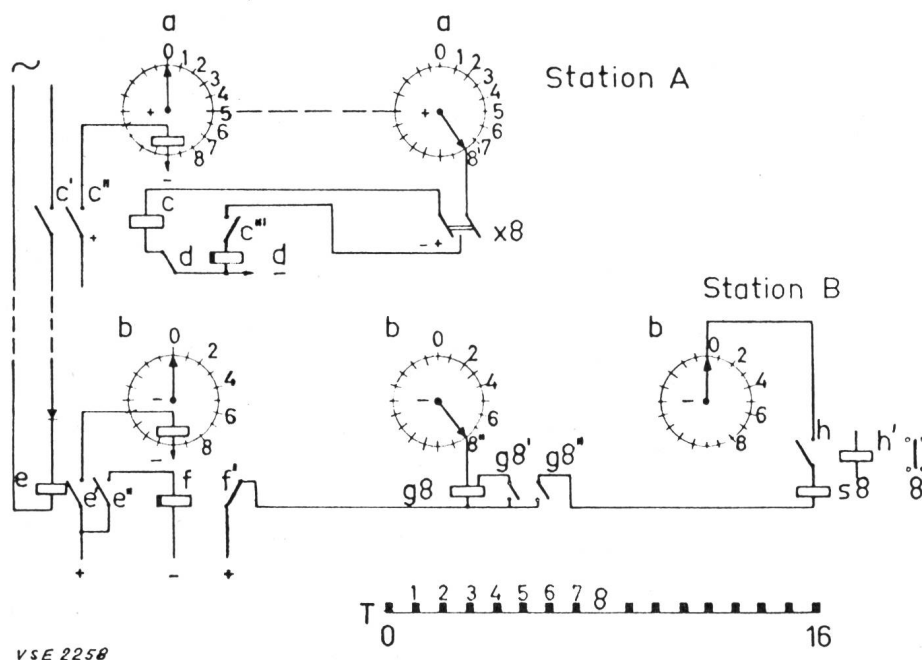 a
a
Station A
~
0 1 2 3 4 5 6 7 8
0 1 2 3 4 5 6 7 8'
+
+
-
c' c"
+
c
d
c"'
d
-
- +
x8
Station B
b
b
b
0 2 4 6 8
0 2 4 6 8"
0 2 4 6 8
-
-
-
-
e
e' e"
f
f'
g8
g8' g8"
h
h'
s8
8
+ - +
T
1 2 3 4 5 6 7 8
0 16
VSE 2258